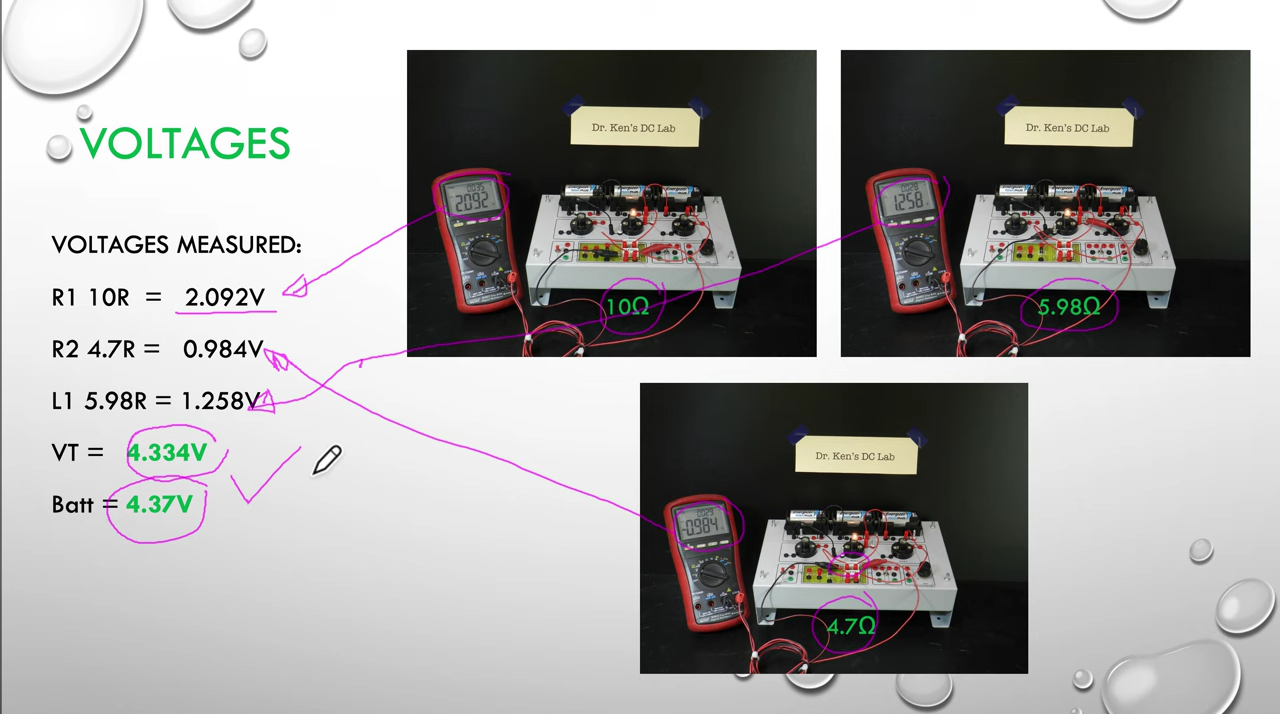 VOLTAGES
VOLTAGES MEASURED:
R1 10R = 2.092V
R2 4.7R = 0.984V
L1 5.98R = 1.258V
VT = 4.334V
Batt = 4.37V
Dr. Ken's DC Lab
2.092
10Ω
Dr. Ken's DC Lab
1.258
5.98Ω
Dr. Ken's DC Lab
0.984
4.7Ω